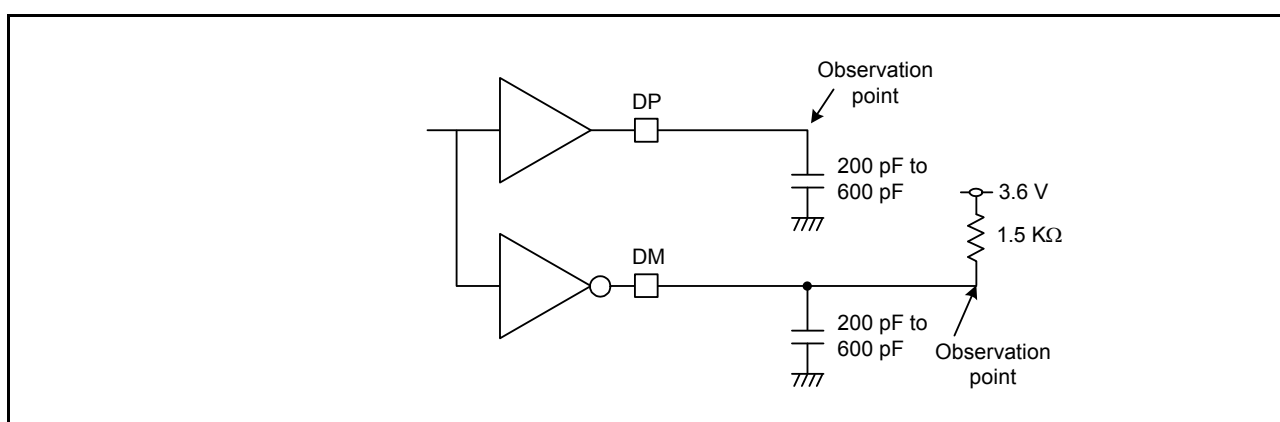 Observation
point
DP
200 pF to
600 pF
3.6 V
1.5 KΩ
DM
200 pF to
600 pF
Observation
point